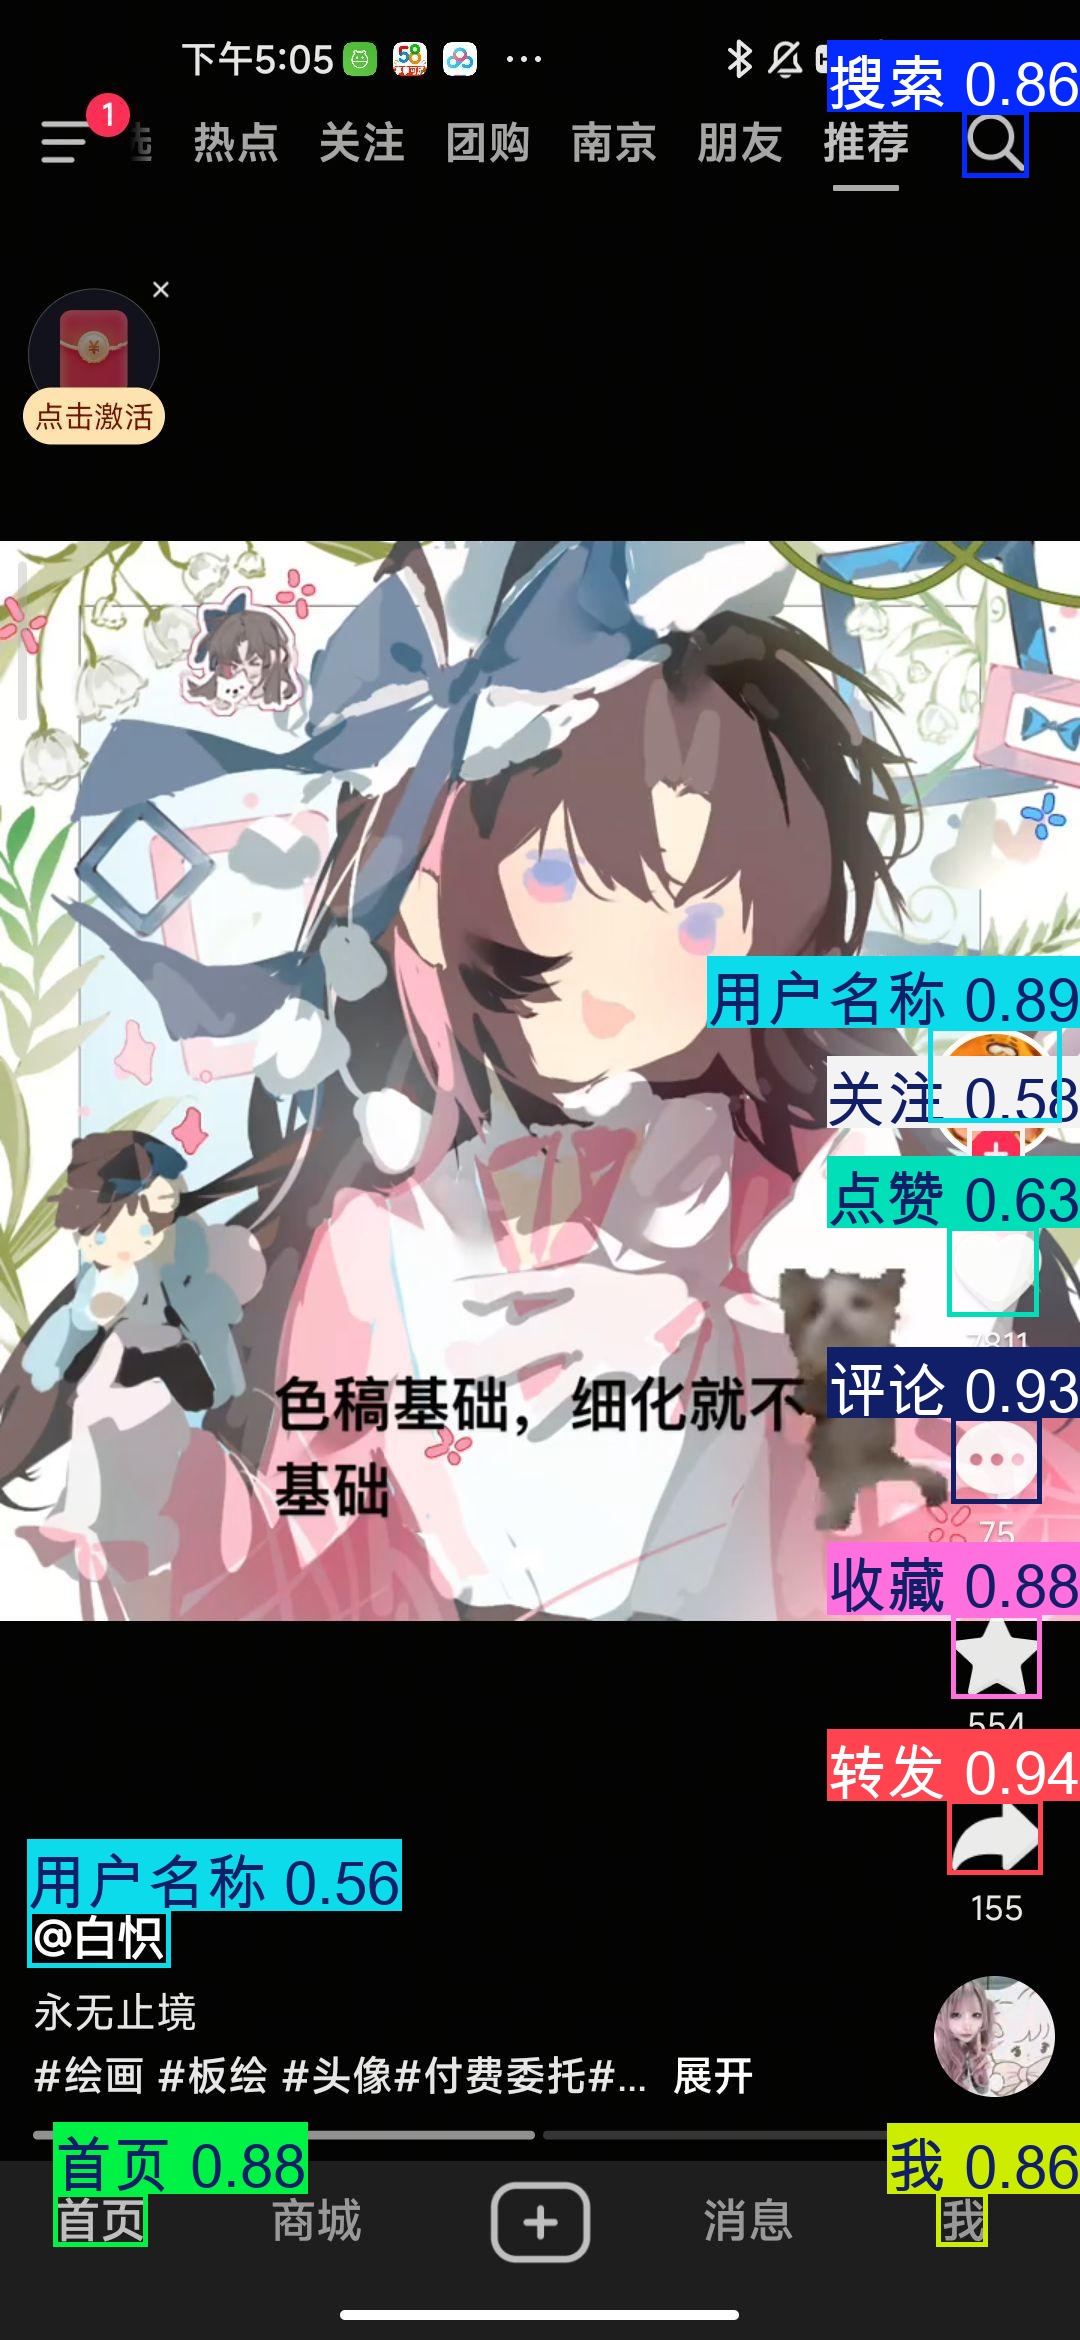 下午5:05
58
搜索 0.86
1
热点 关注 团购 南京 朋友 推荐
点击激活
用户名称 0.89
关注 0.58
点赞 0.63
7811
评论 0.93
色稿基础，细化就不
基础
75
收藏 0.88
554
转发 0.94
155
用户名称 0.56
@白怾
永无止境
#绘画 #板绘 #头像#付费委托#... 展开
首页 0.88
我 0.86
首页 商城 消息 我